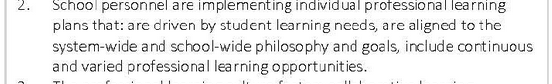 2. School personnel are implementing individual professional learning
plans that: are driven by student learning needs, are aligned to the
system-wide and school-wide philosophy and goals, include continuous
and varied professional learning opportunities.